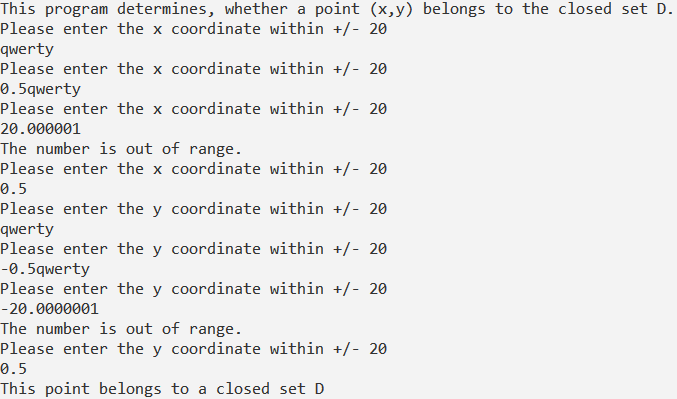 This program determines, whether a point (x,y) belongs to the closed set D.
Please enter the x coordinate within +/- 20
qwerty
Please enter the x coordinate within +/- 20
0.5qwerty
Please enter the x coordinate within +/- 20
20.000001
The number is out of range.
Please enter the x coordinate within +/- 20
0.5
Please enter the y coordinate within +/- 20
qwerty
Please enter the y coordinate within +/- 20
-0.5qwerty
Please enter the y coordinate within +/- 20
-20.0000001
The number is out of range.
Please enter the y coordinate within +/- 20
0.5
This point belongs to a closed set D